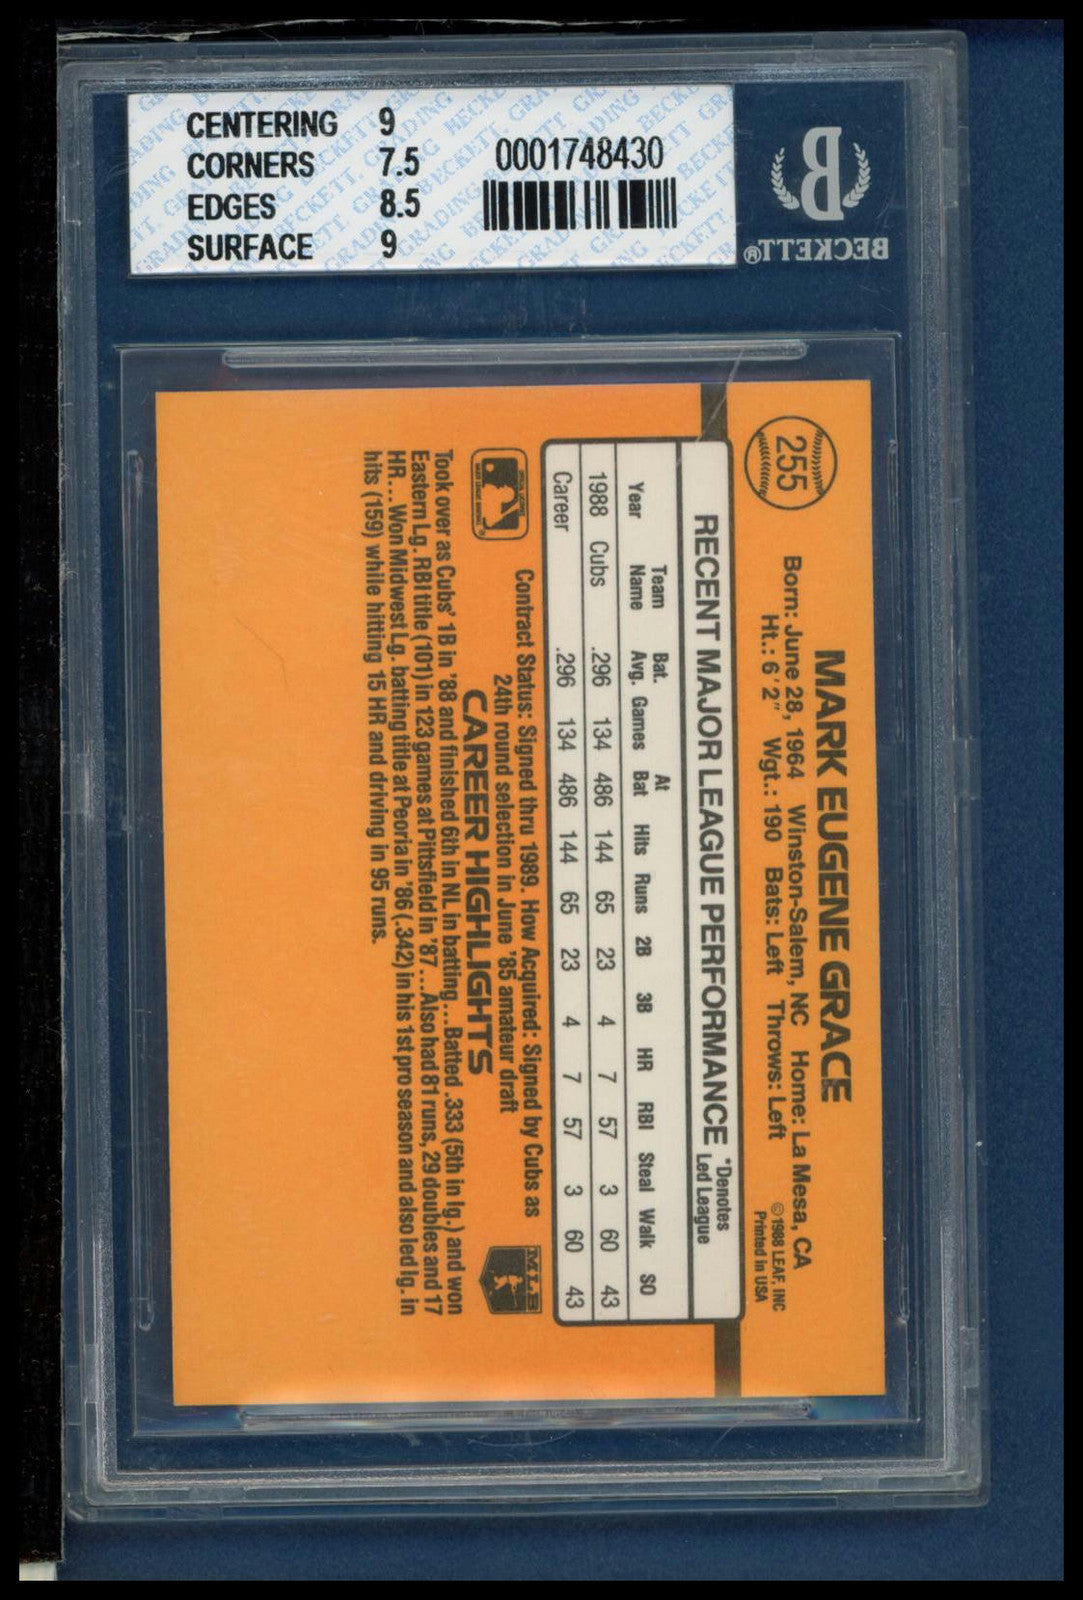 CENTERING 9
CORNERS 7.5
EDGES 8.5
SURFACE 9
0001748430
BECKETT®
255
MARK EUGENE GRACE
Born: June 28, 1964 Winston-Salem, NC Home: La Mesa, CA
Ht.: 6'2" Wgt.: 190 Bats: Left Throws: Left
©1988 LEAF, INC
Printed in USA
RECENT MAJOR LEAGUE PERFORMANCE
*Denotes
Led League
Year Team Name Bat. Avg. Games At Bat Hits Runs 2B 3B HR RBI Steal Walk SO
1988 Cubs .296 134 486 144 65 23 4 7 57 3 60 43
Career .296 134 486 144 65 23 4 7 57 3 60 43
Contract Status: Signed thru 1989. How Acquired: Signed by Cubs as
24th round selection in June '85 amateur draft
CAREER HIGHLIGHTS
MLB
Took over as Cubs' 1B in '88 and finished 6th in NL in batting...Batted .333 (5th in lg.) and won
Eastern Lg. RBI title (101) in 123 games at Pittsfield in '87...Also had 81 runs, 29 doubles and 17
HR...Won Midwest Lg. batting title at Peoria in '86 (.342) in his 1st pro season and also led lg. in
hits (159) while hitting 15 HR and driving in 95 runs.